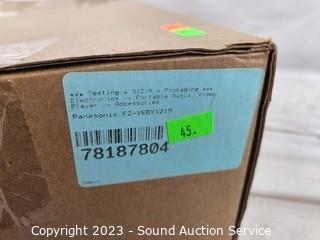 *** Testing & S/C/A & Packaging ***
Electronics -- Portable Audio, Video
Player -- Accessories
Panasonic FZ-VEBX121M
45.
78187804
Copyright 2023 - Sound Auction Service